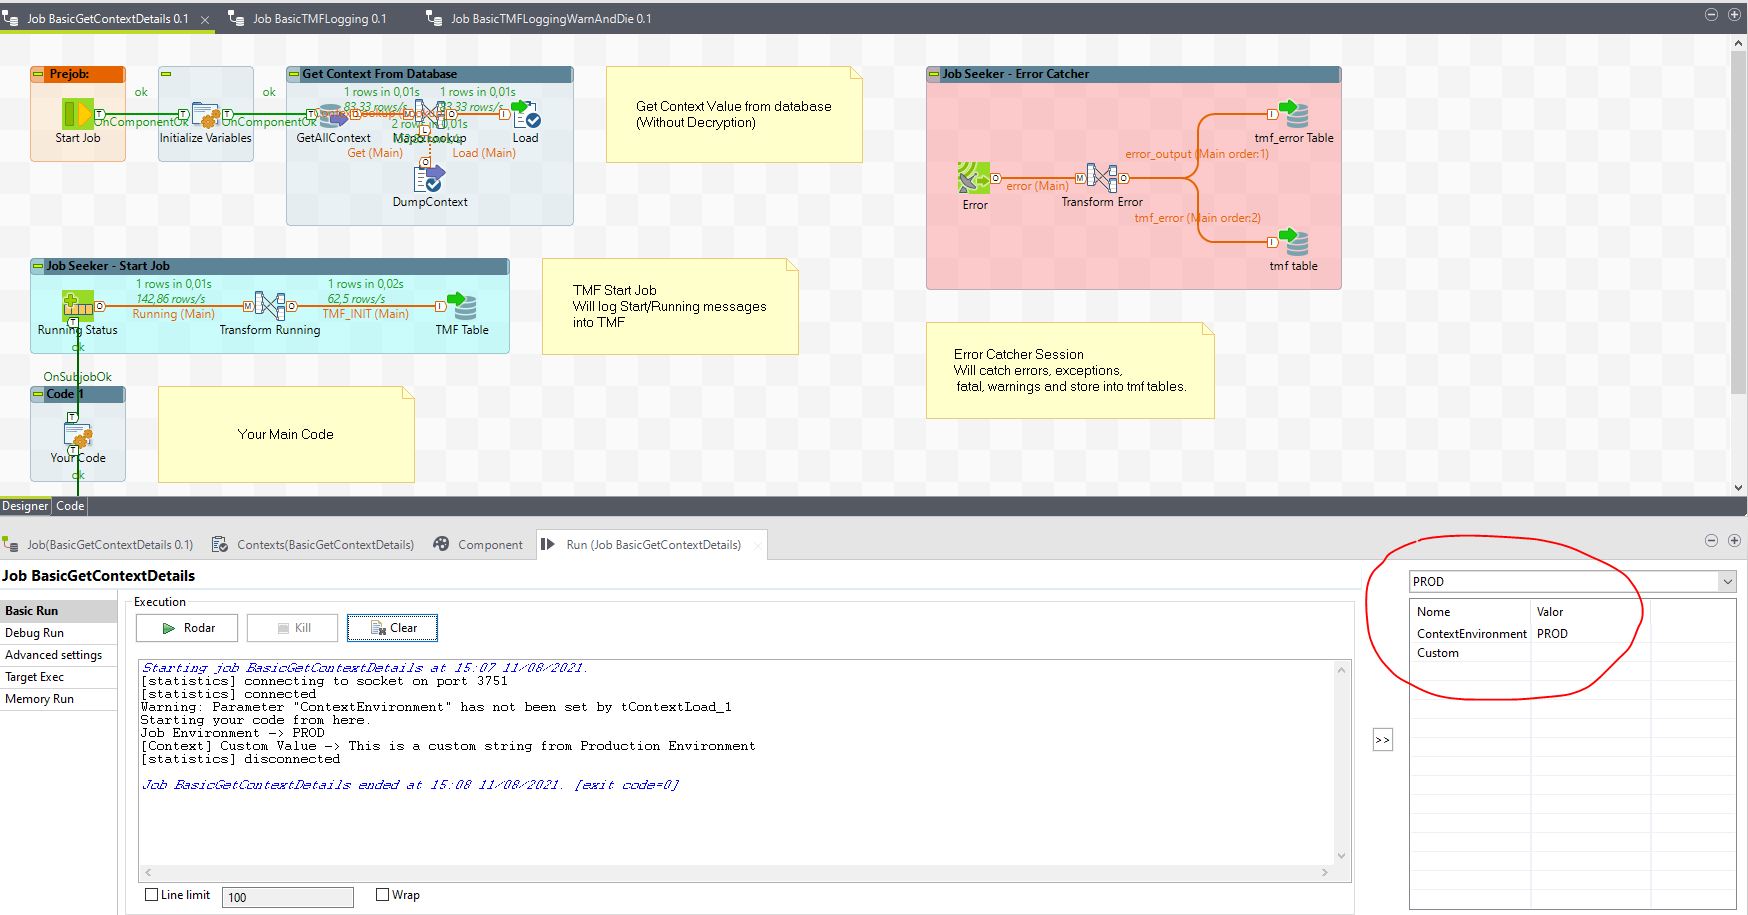 Job BasicGetContextDetails 0.1
Job BasicTMFLogging 0.1
Job BasicTMFLoggingWarnAndDie 0.1
Prejob:
Get Context From Database
Job Seeker - Error Catcher
ok
ok
1 rows in 0,01s
1 rows in 0,01s
83,33 rows/s
83,33 rows/s
OnComponentOk
OnComponentOk
2 rows in 0,01s
Start Job
Initialize Variables
GetAllContext
Load
Get (Main)
Load (Main)
DumpContext
Get Context Value from database
(Without Decryption)
tmf_error Table
error_output (Main order:1)
error (Main)
Error
Transform Error
tmf_error (Main order:2)
tmf table
Job Seeker - Start Job
1 rows in 0,01s
1 rows in 0,02s
142,86 rows/s
62,5 rows/s
Running (Main)
TMF_INIT (Main)
Running Status
Transform Running
TMF Table
ok
TMF Start Job
Will log Start/Running messages
into TMF
Error Catcher Session
Will catch errors, exceptions,
fatal, warnings and store into tmf tables.
OnSubjobOk
Code 1
Your Code
ok
Your Main Code
Designer
Code
Job(BasicGetContextDetails 0.1)
Contexts(BasicGetContextDetails)
Component
Run (Job BasicGetContextDetails)
Job BasicGetContextDetails
Basic Run
Debug Run
Advanced settings
Target Exec
Memory Run
Execution
Rodar
Kill
Clear
Starting job BasicGetContextDetails at 15:07 11/08/2021.
[statistics] connecting to socket on port 3751
[statistics] connected
Warning: Parameter "ContextEnvironment" has not been set by tContextLoad_1
Starting your code from here.
Job Environment -> PROD
[Context] Custom Value -> This is a custom string from Production Environment
[statistics] disconnected
Job BasicGetContextDetails ended at 15:08 11/08/2021. [exit code=0]
Line limit
100
Wrap
>>
PROD
Nome Valor
ContextEnvironment PROD
Custom